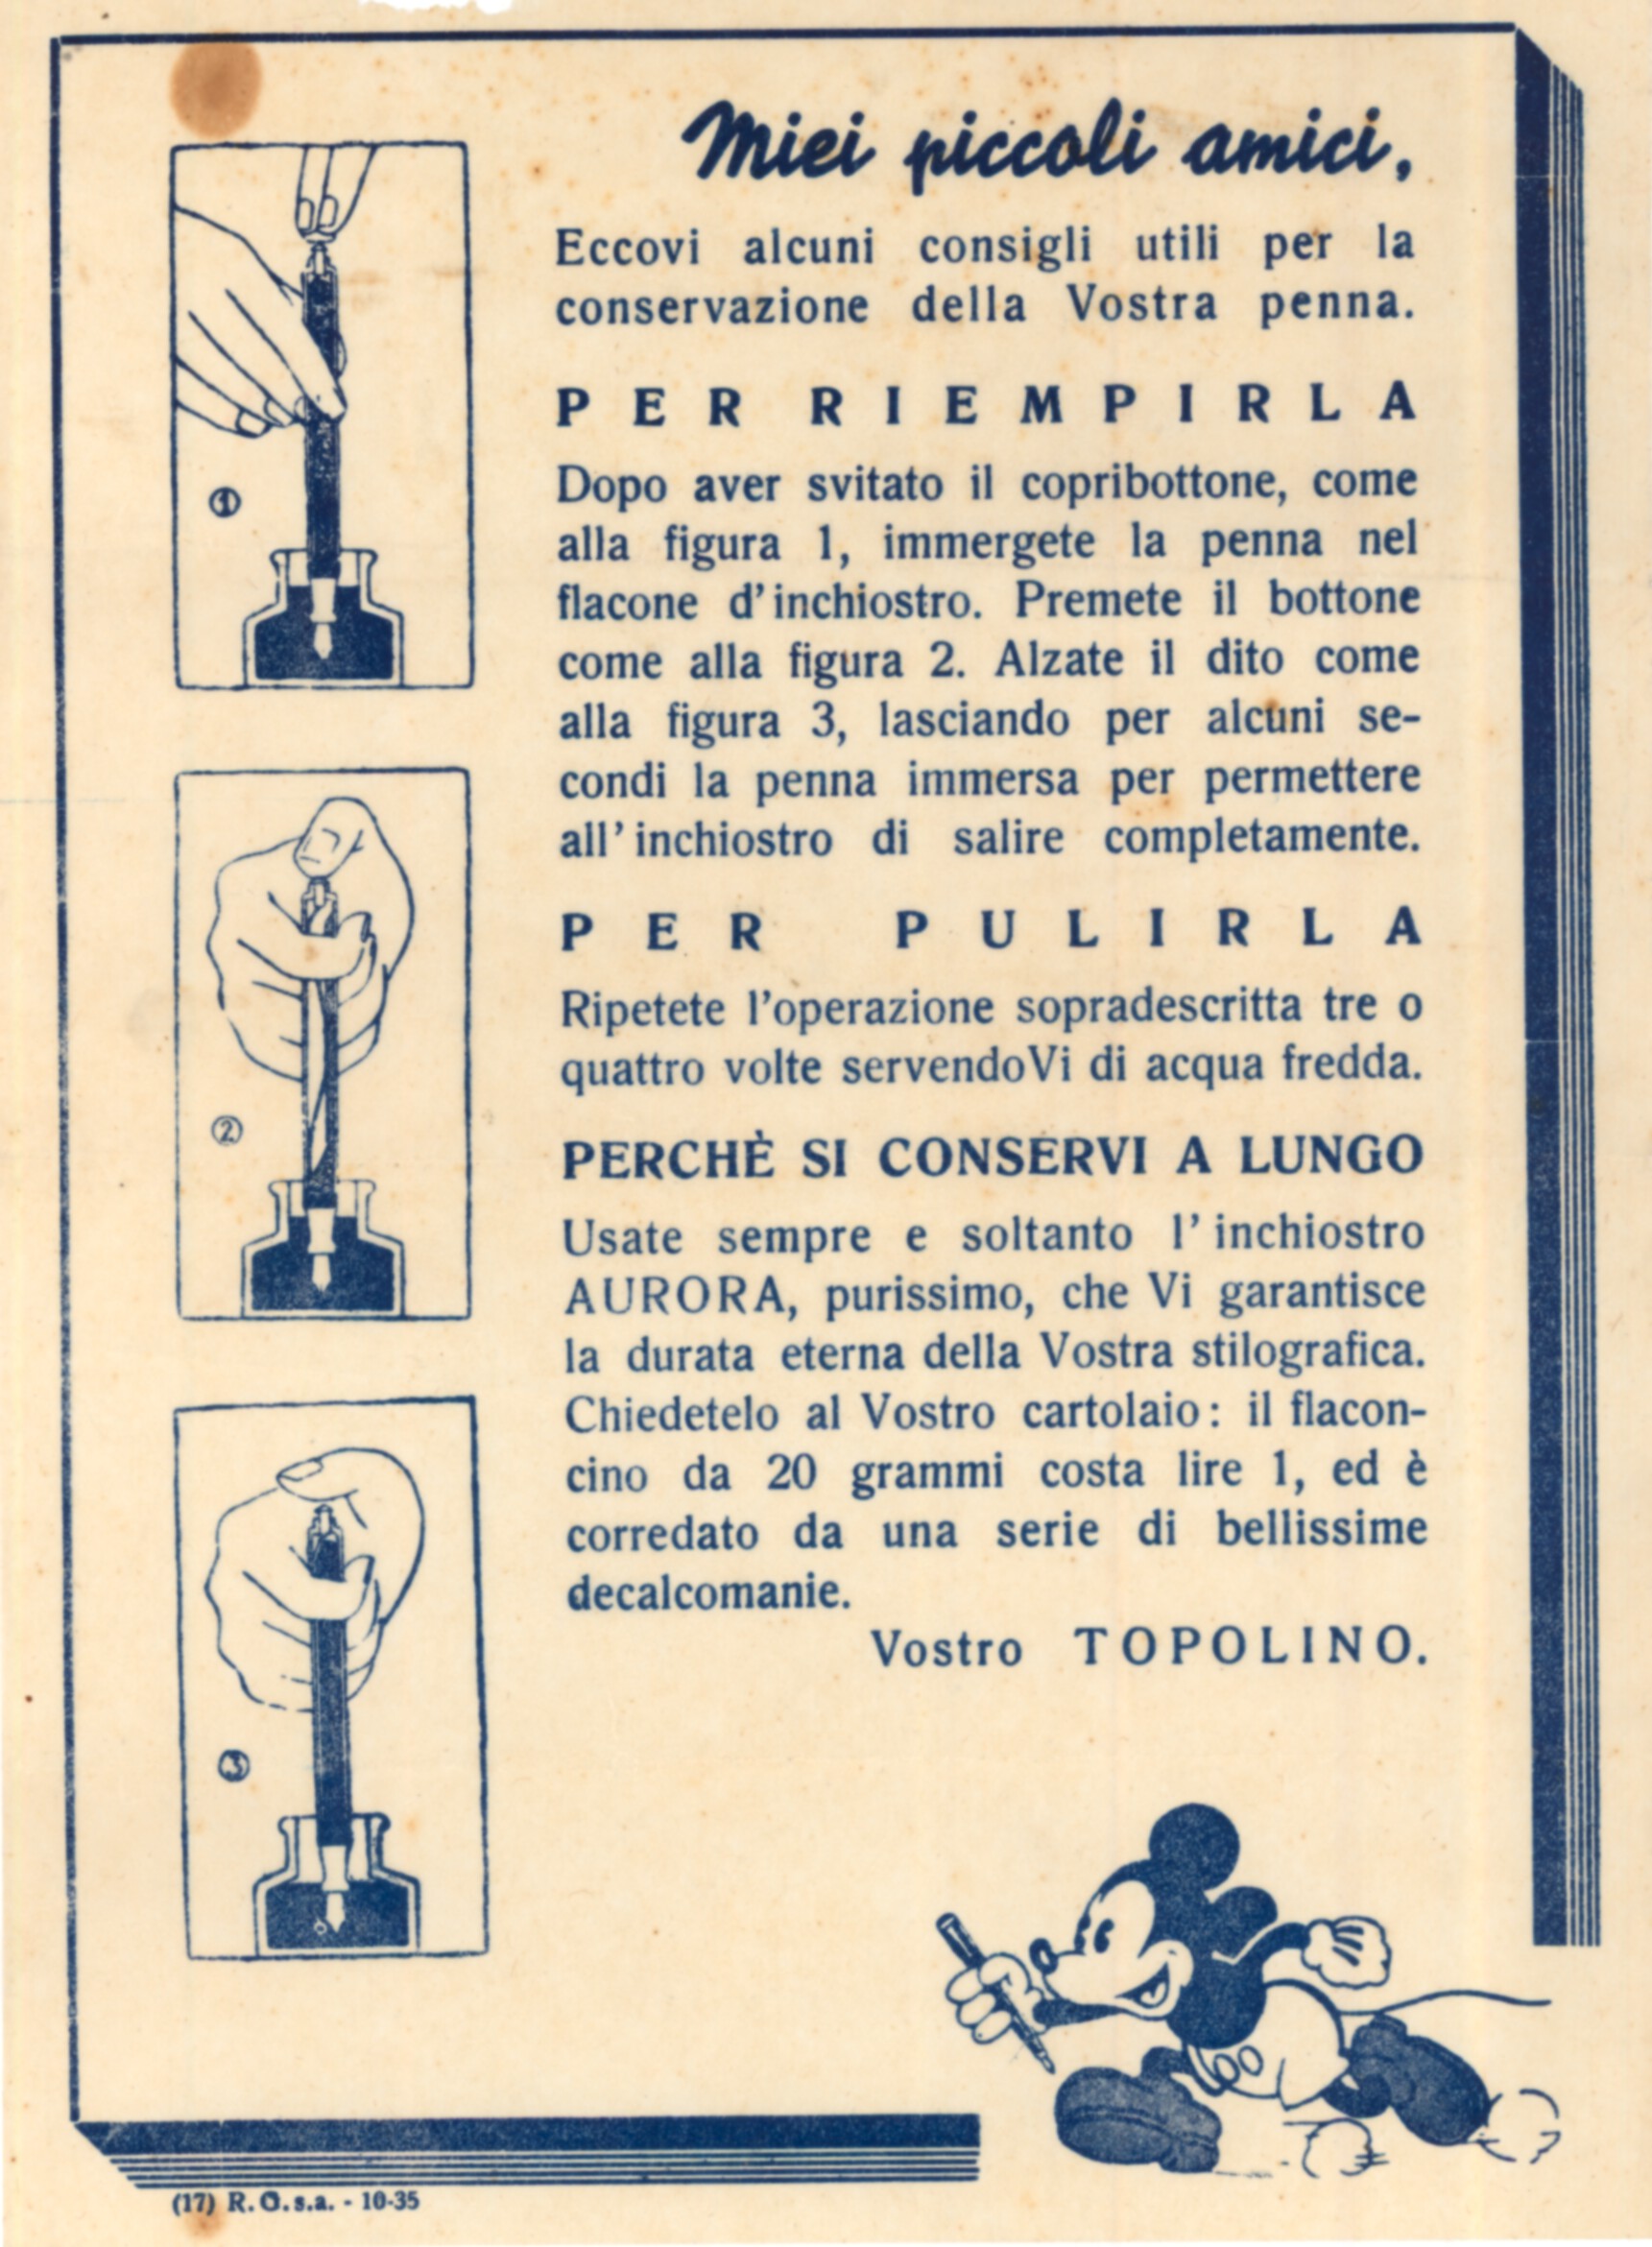 Miei piccoli amici,
Eccovi alcuni consigli utili per la
conservazione della Vostra penna.
PER RIEMPIRLA
Dopo aver svitato il copribottone, come
alla figura 1, immergete la penna nel
flacone d'inchiostro. Premete il bottone
come alla figura 2. Alzate il dito come
alla figura 3, lasciando per alcuni se-
condi la penna immersa per permettere
all'inchiostro di salire completamente.
PER PULIRLA
Ripetete l'operazione sopradescritta tre o
quattro volte servendoVi di acqua fredda.
PERCHÈ SI CONSERVI A LUNGO
Usate sempre e soltanto l'inchiostro
AURORA, purissimo, che Vi garantisce
la durata eterna della Vostra stilografica.
Chiedetelo al Vostro cartolaio: il flacon-
cino da 20 grammi costa lire 1, ed è
corredato da una serie di bellissime
decalcomanie.
Vostro TOPOLINO.
1
2
3
(17) R. O. s.a. - 10-35